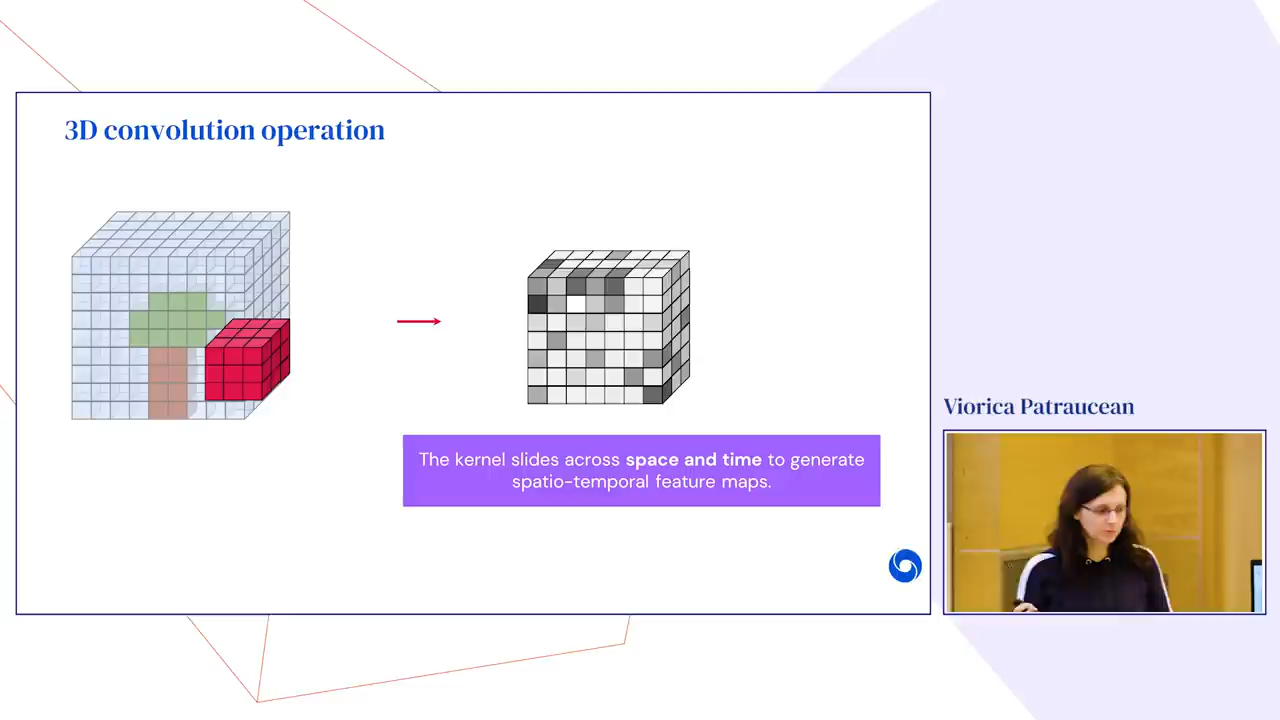 3D convolution operation
The kernel slides across space and time to generate
spatio-temporal feature maps.
Viorica Patraucean